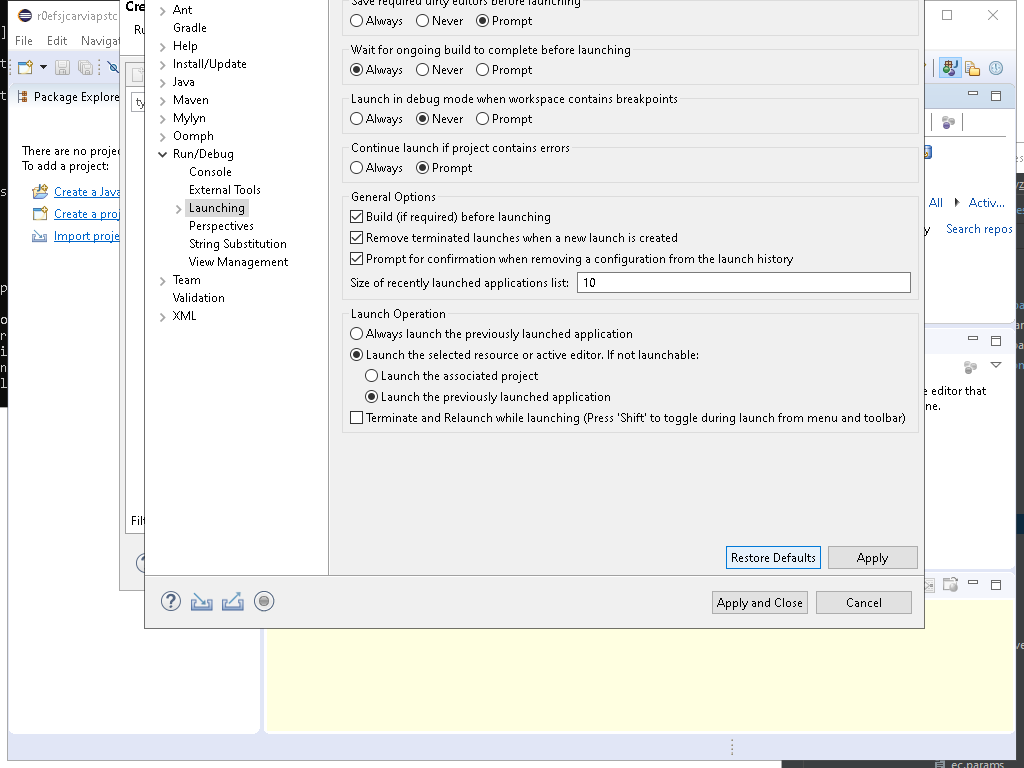 r0efsjcarviapstc
File Edit Navigat
Package Explore
There are no projec
To add a project:
Create a Java
Create a proj
Import proje
Cre
Ru
ty
Filt
Ant
Gradle
Help
Install/Update
Java
Maven
Mylyn
Oomph
Run/Debug
Console
External Tools
Launching
Perspectives
String Substitution
View Management
Team
Validation
XML
Save required dirty editors before launching
Always Never Prompt
Wait for ongoing build to complete before launching
Always Never Prompt
Launch in debug mode when workspace contains breakpoints
Always Never Prompt
Continue launch if project contains errors
Always Prompt
General Options
Build (if required) before launching
Remove terminated launches when a new launch is created
Prompt for confirmation when removing a configuration from the launch history
Size of recently launched applications list: 10
Launch Operation
Always launch the previously launched application
Launch the selected resource or active editor. If not launchable:
Launch the associated project
Launch the previously launched application
Terminate and Relaunch while launching (Press 'Shift' to toggle during launch from menu and toolbar)
Restore Defaults Apply
Apply and Close Cancel
All Activ...
y Search repos
e editor that
ne.
ec.params